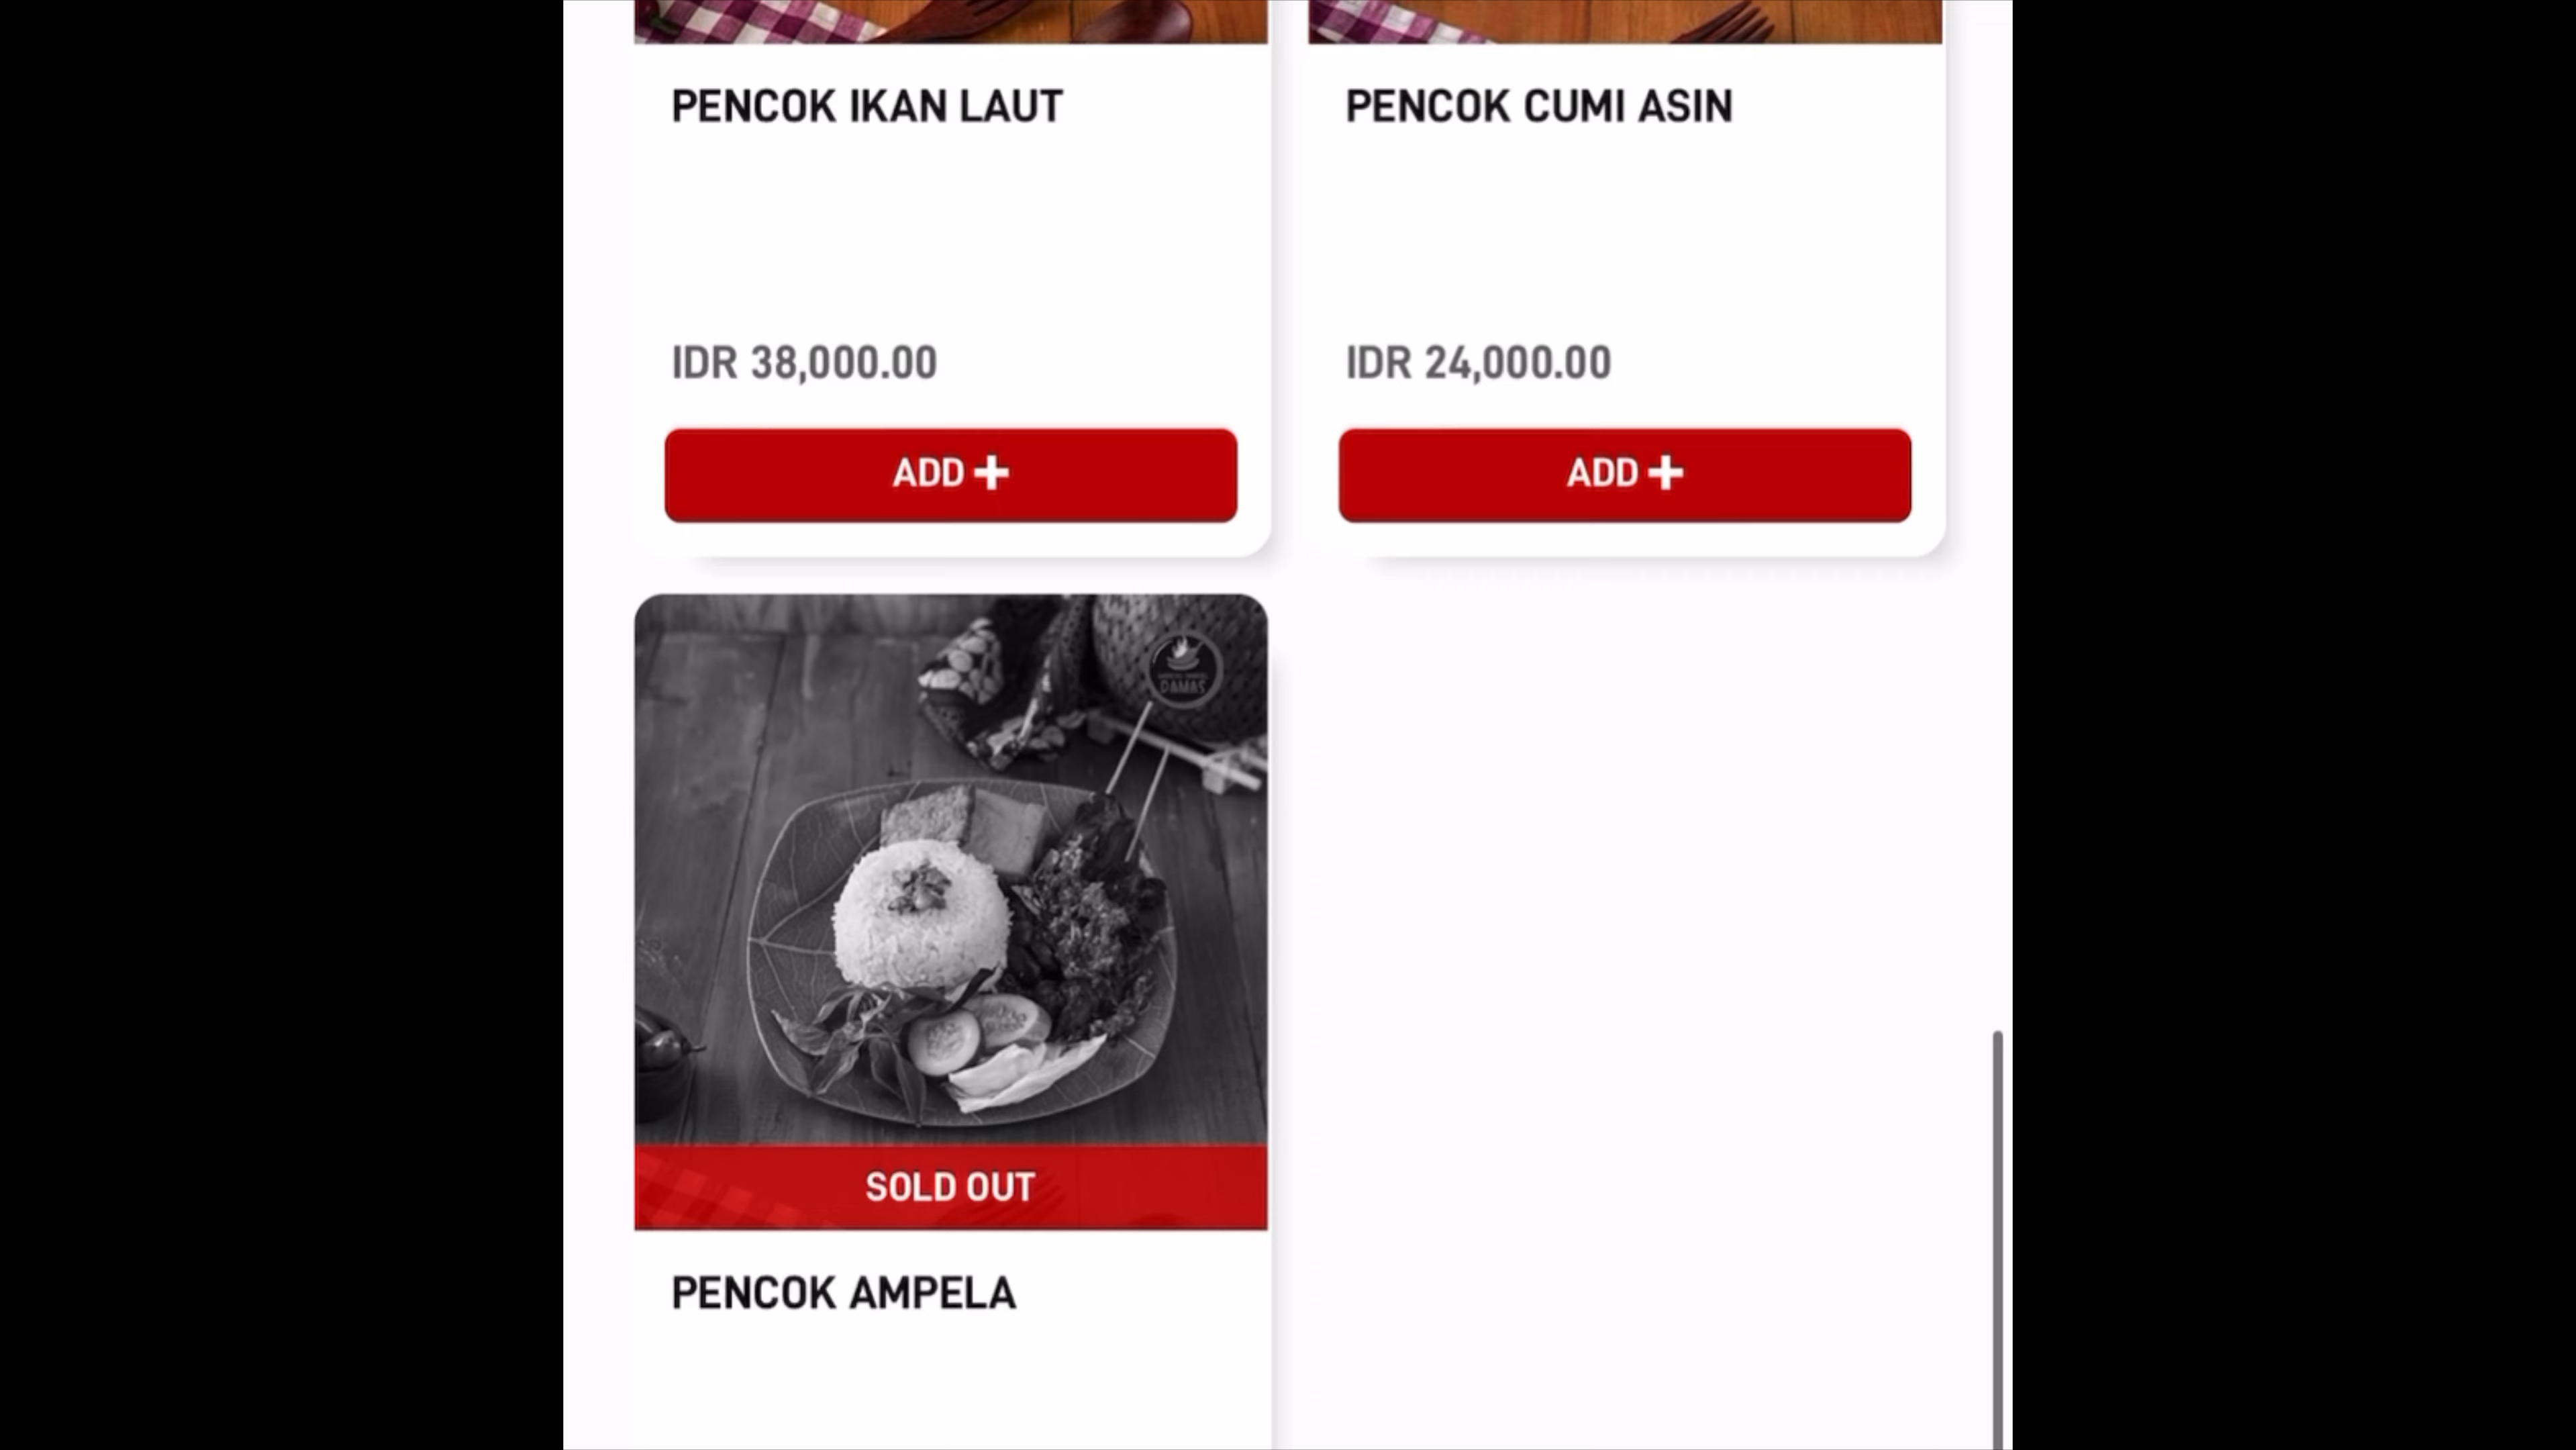 PENCOK IKAN LAUT
PENCOK CUMI ASIN
IDR 38,000.00
IDR 24,000.00
ADD +
ADD +
DAMAS
SOLD OUT
PENCOK AMPELA